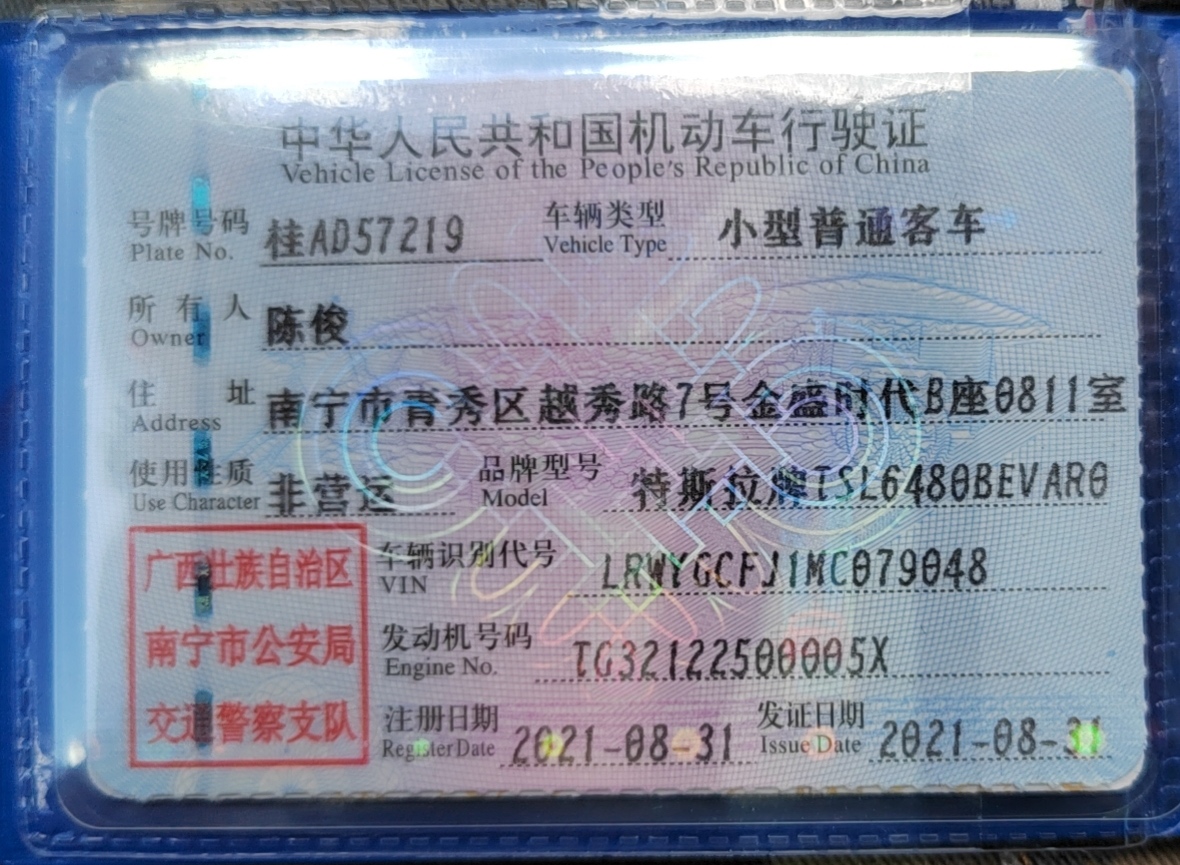 中华人民共和国机动车行驶证
Vehicle License of the People's Republic of China
号牌号码 桂AD57219 车辆类型 小型普通客车
Plate No. Vehicle Type
所有人 陈俊
Owner
住址 南宁市青秀区越秀路7号金盛时代B座0811室
Address
使用性质 非营运 品牌型号 特斯拉牌TSL6480BEVAR0
Use Character Model
广西壮族自治区 车辆识别代号 LRWYGCFJ1MC079048
VIN
南宁市公安局 发动机号码 TG32122500005X
Engine No.
交通警察支队 注册日期 2021-08-31 发证日期 2021-08-31
Register Date Issue Date